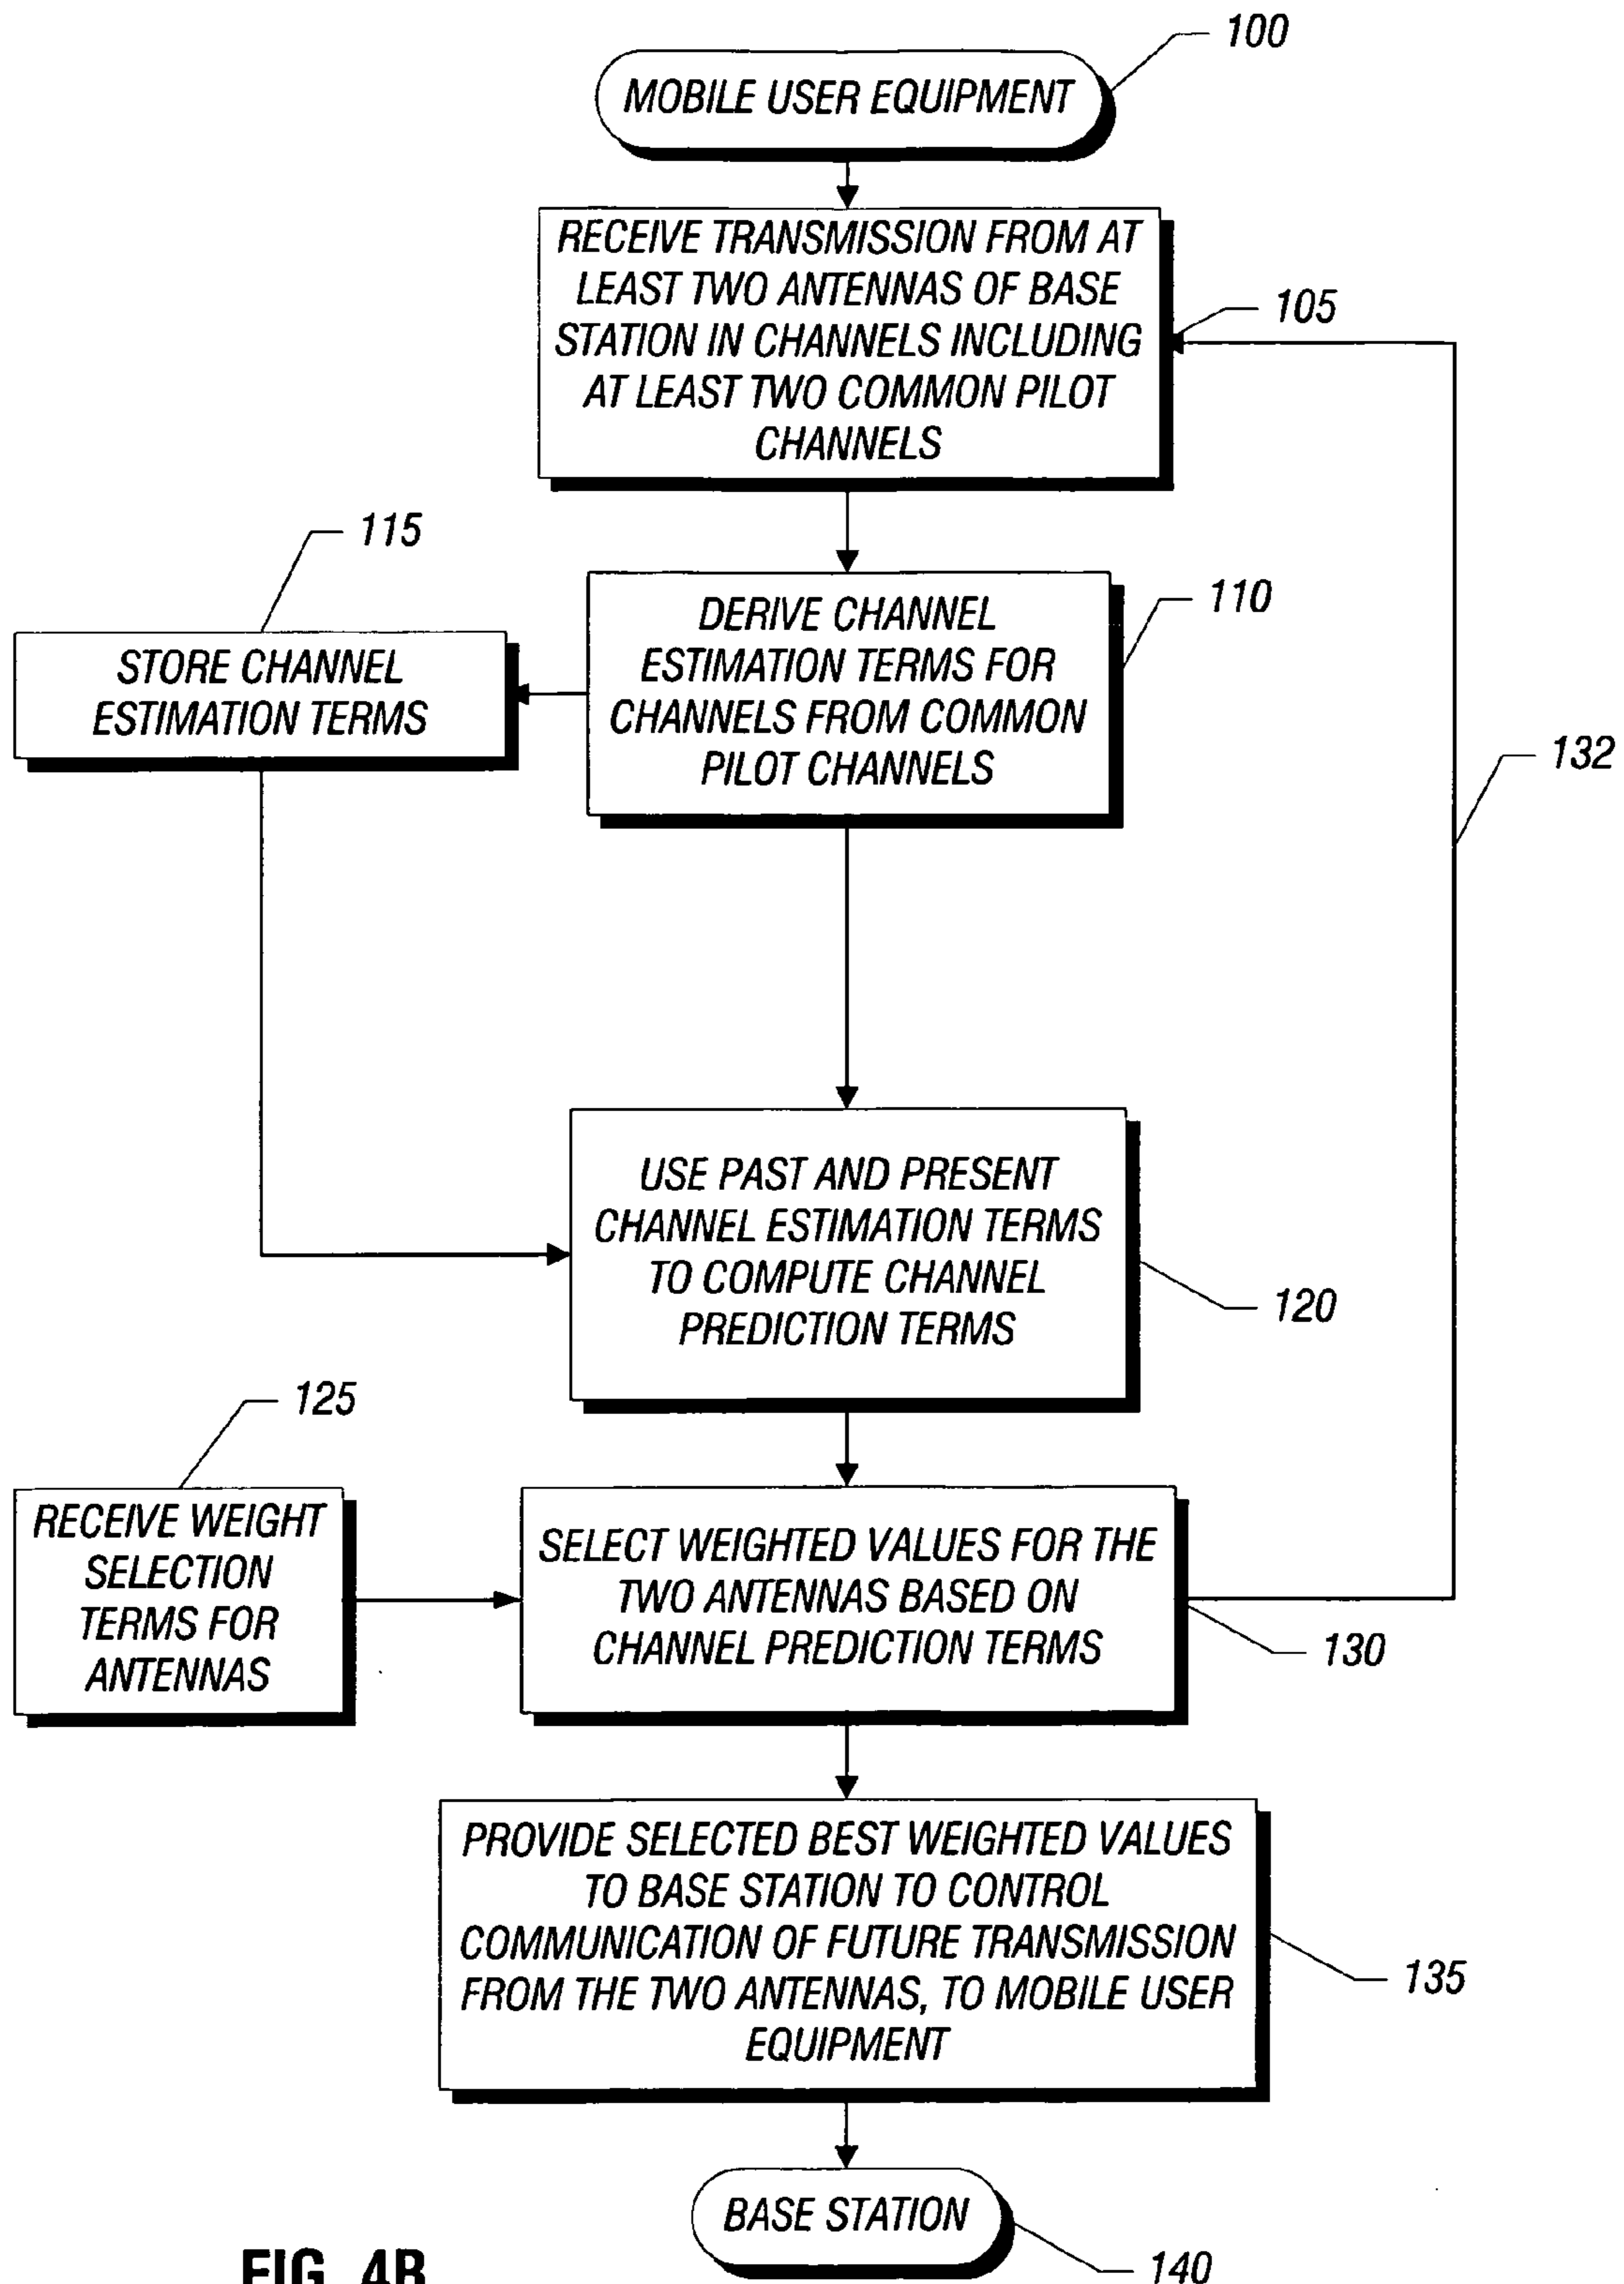 100
MOBILE USER EQUIPMENT
RECEIVE TRANSMISSION FROM AT
LEAST TWO ANTENNAS OF BASE
STATION IN CHANNELS INCLUDING
AT LEAST TWO COMMON PILOT
CHANNELS
105
115
STORE CHANNEL
ESTIMATION TERMS
DERIVE CHANNEL
ESTIMATION TERMS FOR
CHANNELS FROM COMMON
PILOT CHANNELS
110
132
USE PAST AND PRESENT
CHANNEL ESTIMATION TERMS
TO COMPUTE CHANNEL
PREDICTION TERMS
120
125
RECEIVE WEIGHT
SELECTION
TERMS FOR
ANTENNAS
SELECT WEIGHTED VALUES FOR THE
TWO ANTENNAS BASED ON
CHANNEL PREDICTION TERMS
130
PROVIDE SELECTED BEST WEIGHTED VALUES
TO BASE STATION TO CONTROL
COMMUNICATION OF FUTURE TRANSMISSION
FROM THE TWO ANTENNAS, TO MOBILE USER
EQUIPMENT
135
BASE STATION
140
FIG. 4B